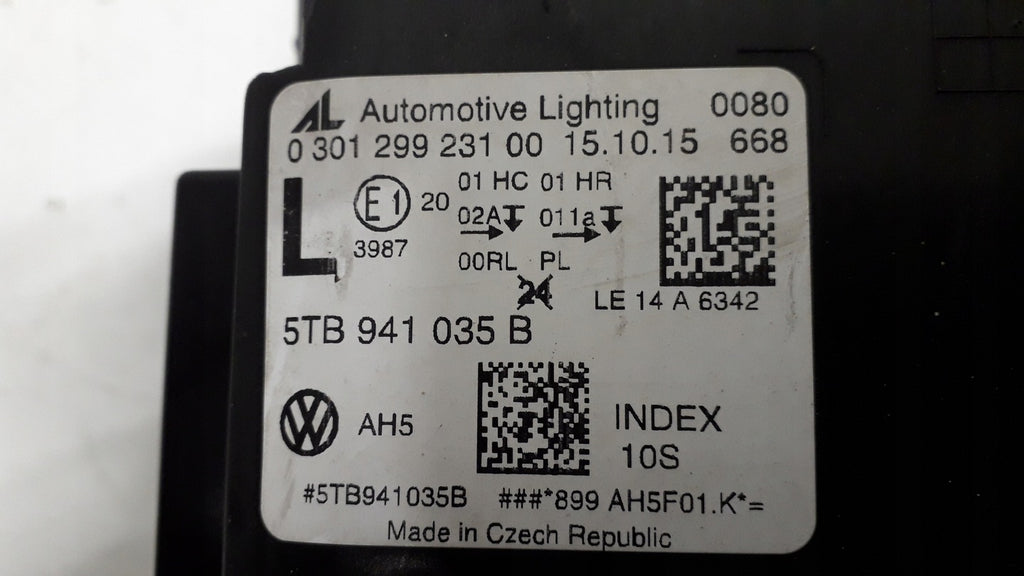 AL Automotive Lighting 0080
0 301 299 231 00 15.10.15 668
L E1 20 01 HC 01 HR
02A 011a
3987
00RL PL
24
LE 14 A 6342
5TB 941 035 B
VW AH5 INDEX
10S
#5TB941035B ###*899 AH5F01.K*=
Made in Czech Republic